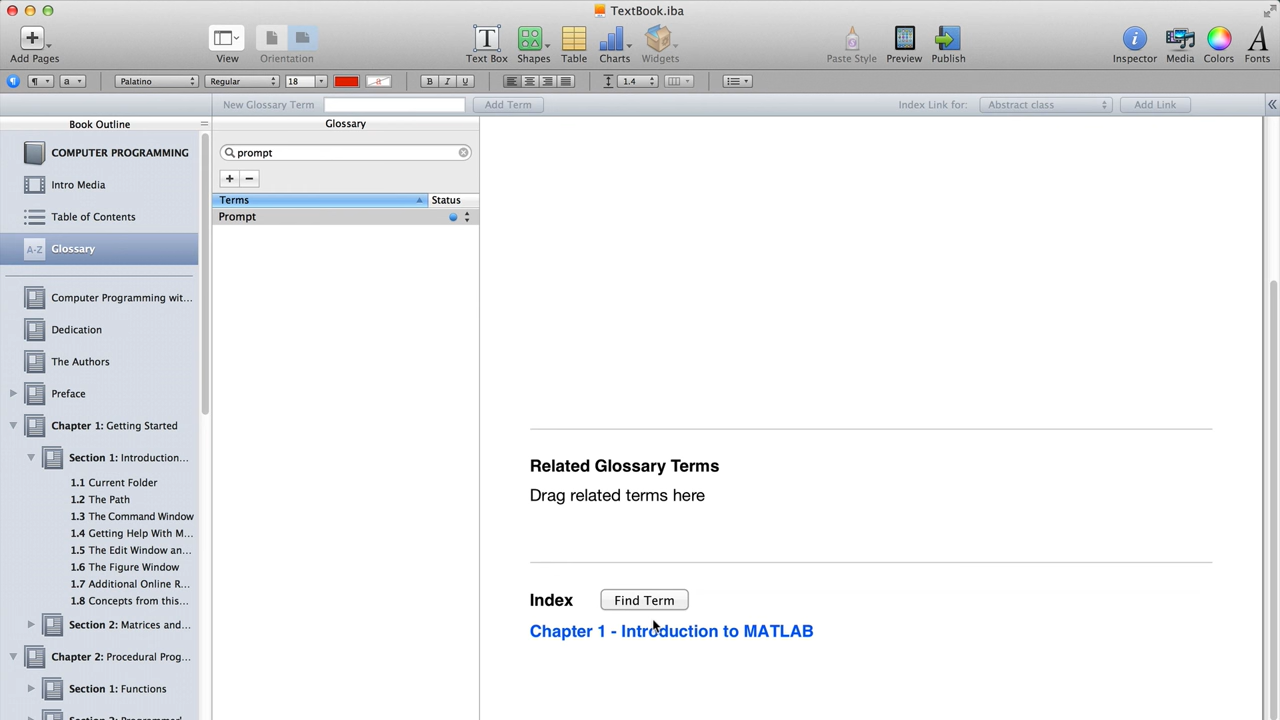 TextBook.iba
Add Pages
View
Orientation
Text Box
Shapes
Table
Charts
Widgets
Paste Style
Preview
Publish
Inspector
Media
Colors
Fonts
¶
¶
a
Palatino
Regular
18
a
B
I
U
1.4
New Glossary Term
Add Term
Index Link for:
Abstract class
Add Link
Book Outline
COMPUTER PROGRAMMING
Intro Media
Table of Contents
A-Z Glossary
Computer Programming wit...
Dedication
The Authors
Preface
Chapter 1: Getting Started
Section 1: Introduction...
1.1 Current Folder
1.2 The Path
1.3 The Command Window
1.4 Getting Help With M...
1.5 The Edit Window an...
1.6 The Figure Window
1.7 Additional Online R...
1.8 Concepts from this...
Section 2: Matrices and...
Chapter 2: Procedural Prog...
Section 1: Functions
Glossary
prompt
+ −
Terms Status
Prompt
Related Glossary Terms
Drag related terms here
Index Find Term
Chapter 1 - Introduction to MATLAB